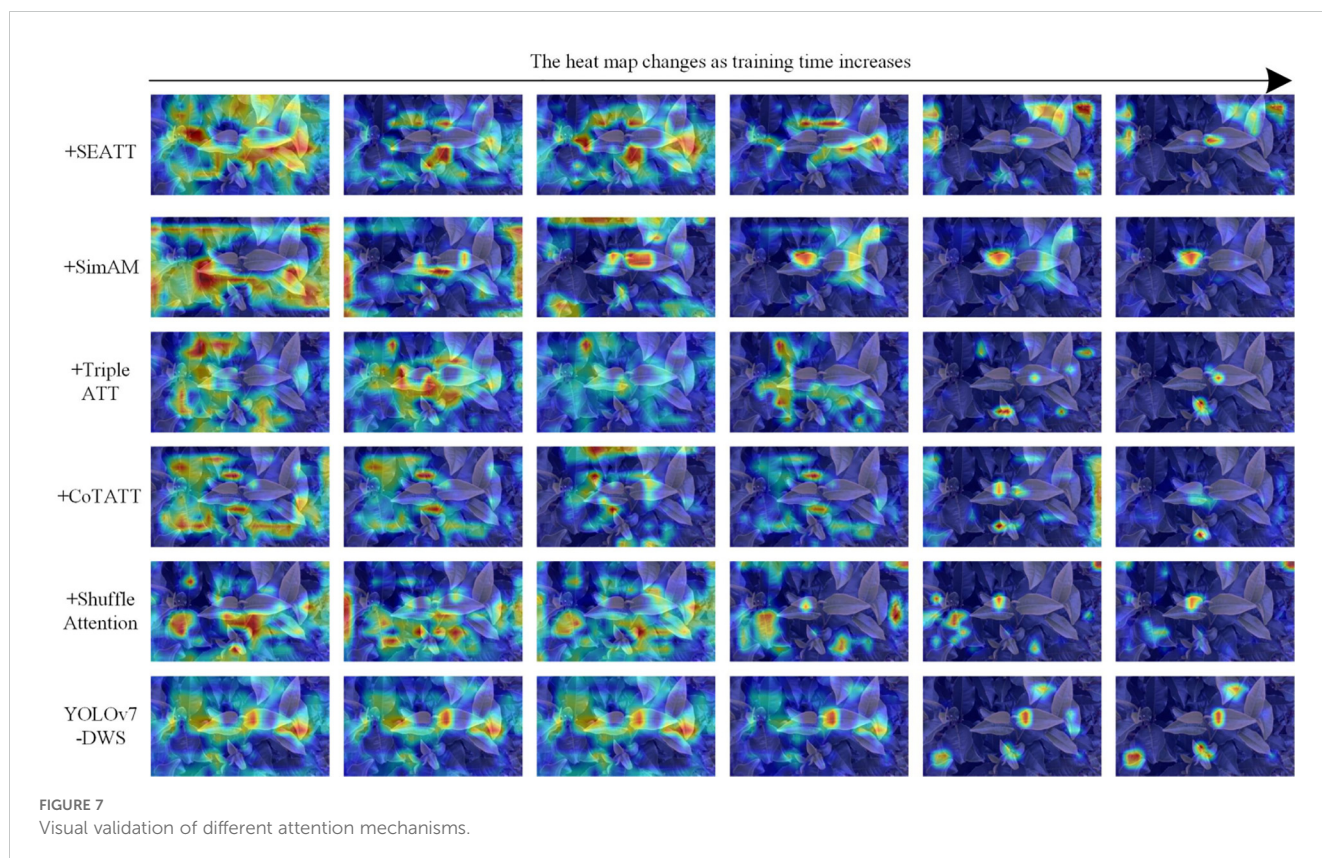 The heat map changes as training time increases
+SEATT
+SimAM
+Triple
ATT
+CoTATT
+Shuffle
Attention
YOLOv7
-DWS
FIGURE 7
Visual validation of different attention mechanisms.